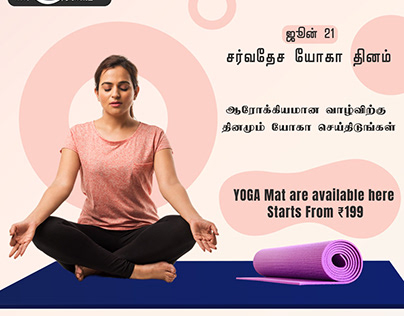 ஜூன் 21
சர்வதேச யோகா தினம்
ஆரோக்கியமான வாழ்விற்கு
தினமும் யோகா செய்திடுங்கள்
YOGA Mat are available here
Starts From ₹199